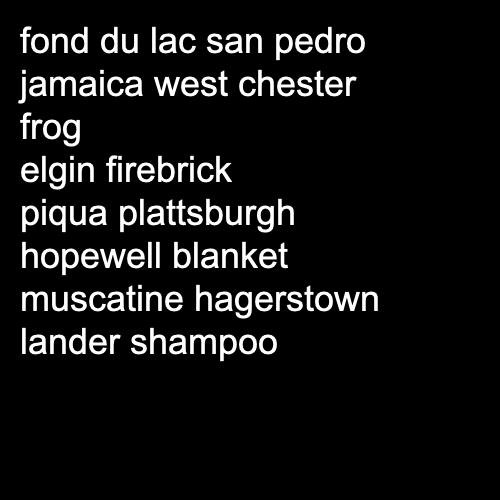 fond du lac san pedro
jamaica west chester
frog
elgin firebrick
piqua plattsburgh
hopewell blanket
muscatine hagerstown
lander shampoo